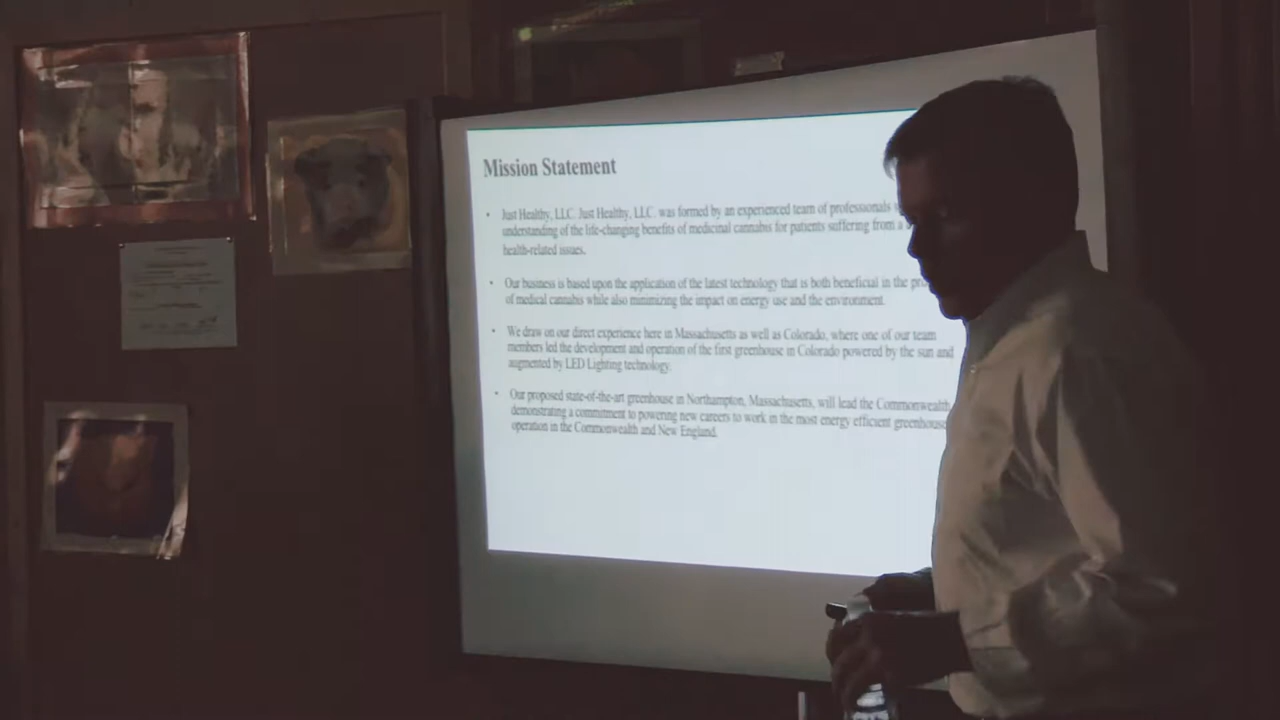 Mission Statement
• Just Healthy, LLC. Just Healthy, LLC. was formed by an experienced team of professionals
understanding of the life-changing benefits of medicinal cannabis for patients suffering from a
health-related issues.
• Our business is based upon the application of the latest technology that is both beneficial in the
of medical cannabis while also minimizing the impact on energy use and the environment.
• We draw on our direct experience here in Massachusetts as well as Colorado, where one of our team
members led the development and operation of the first greenhouse in Colorado powered by the sun and
augmented by LED Lighting technology.
• Our proposed state-of-the-art greenhouse in Northampton, Massachusetts, will lead the Commonwealth
demonstrating a commitment to powering new careers to work in the most energy efficient greenhouse
operation in the Commonwealth and New England.